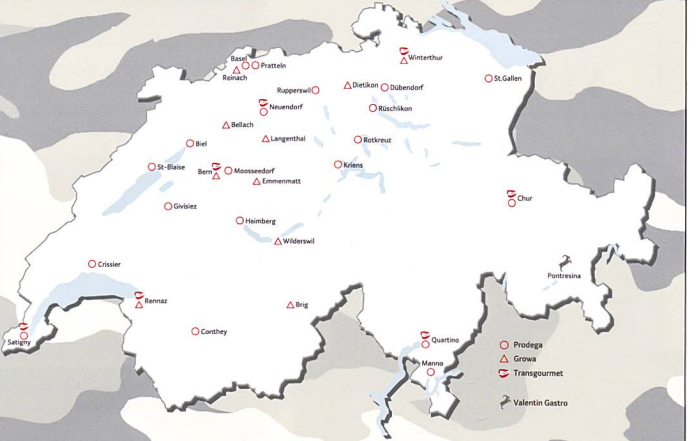 Winterthur
Basel
Pratteln
Reinach
St.Gallen
Dietikon
Dübendorf
Rupperswil
Neuendorf
Rüschlikon
Bellach
Langenthal
Rotkreuz
Biel
St-Blaise
Bern
Moosseedorf
Kriens
Emmenmatt
Chur
Givisiez
Heimberg
Wilderswil
Crissier
Pontresina
Rennaz
Brig
Conthey
Satigny
Quartino
Manno
Prodega
Growa
Transgourmet
Valentin Gastro